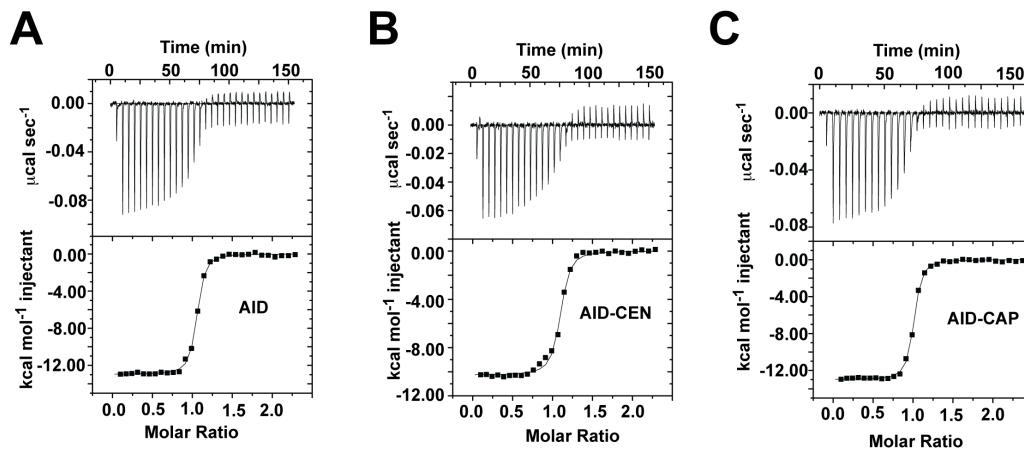 A
Time (min)
0 50 100 150
0.00
-0.04
-0.08
µcal sec-1
0.00
-4.00
-8.00
-12.00
kcal mol-1 injectant
AID
0.0 0.5 1.0 1.5 2.0
Molar Ratio
B
Time (min)
0 50 100 150
0.00
-0.02
-0.04
-0.06
µcal sec-1
0.00
-4.00
-8.00
-12.00
kcal mol-1 injectant
AID-CEN
0.0 0.5 1.0 1.5 2.0
Molar Ratio
C
Time (min)
0 50 100 150
0.00
-0.04
-0.08
µcal sec-1
0.00
-4.00
-8.00
-12.00
kcal mol-1 injectant
AID-CAP
0.0 0.5 1.0 1.5 2.0
Molar Ratio